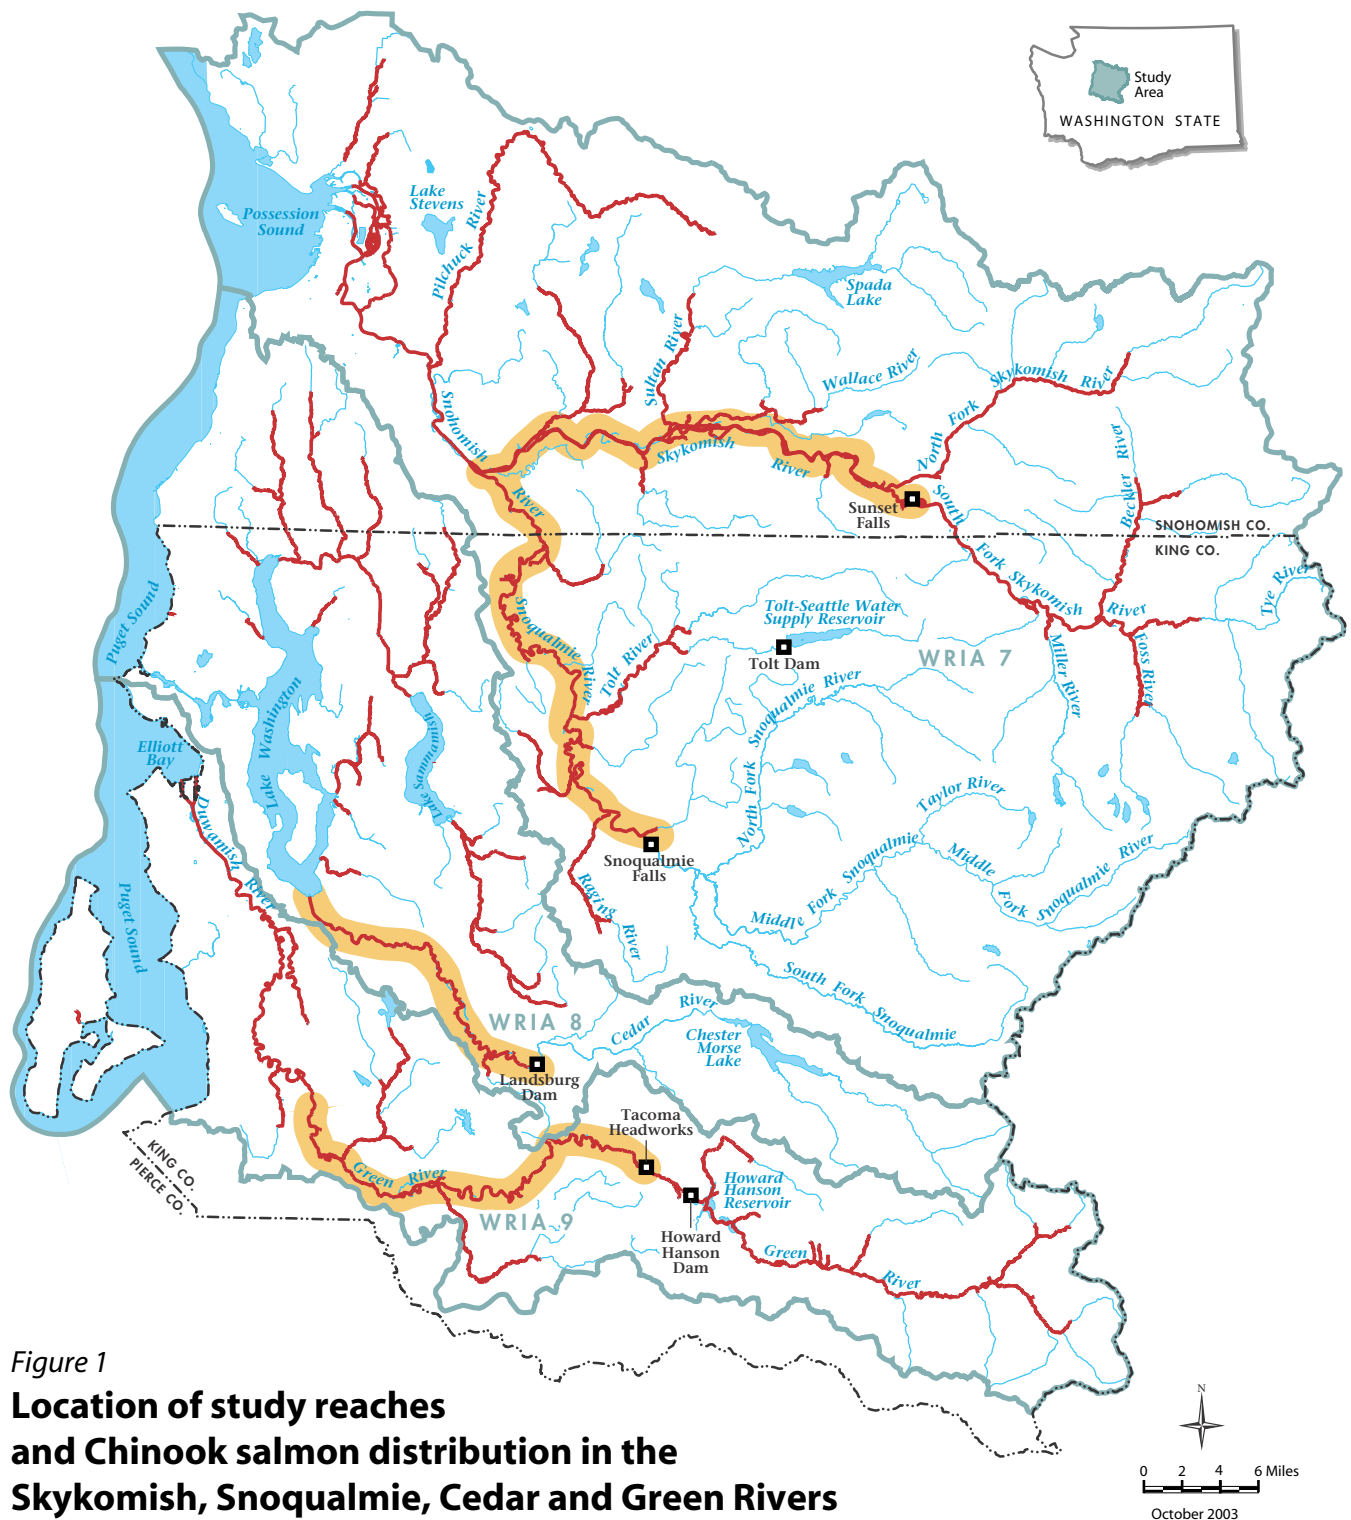 Study
Area
WASHINGTON STATE
Possession
Sound
Lake
Stevens
Pilchuck River
Spada
Lake
Sultan River
Wallace River
North Fork Skykomish River
Snohomish River
Skykomish River
Beckler River
Sunset
Falls
South Fork Skykomish River
SNOHOMISH CO.
KING CO.
Tye River
Puget Sound
Snoqualmie River
Tolt River
Tolt-Seattle Water
Supply Reservoir
Tolt Dam
WRIA 7
Miller River
Foss River
Lake Washington
Lake Sammamish
Elliott
Bay
North Fork Snoqualmie River
Taylor River
Duwamish River
Snoqualmie
Falls
Raging River
Middle Fork Snoqualmie
Middle Fork Snoqualmie River
Puget Sound
South Fork Snoqualmie
WRIA 8
Cedar River
Chester
Morse
Lake
Landsburg
Dam
Tacoma
Headworks
KING CO.
PIERCE CO.
Green River
Howard
Hanson
Reservoir
WRIA 9
Howard
Hanson
Dam
Green River
Figure 1
Location of study reaches
and Chinook salmon distribution in the
Skykomish, Snoqualmie, Cedar and Green Rivers
N
0 2 4 6 Miles
October 2003